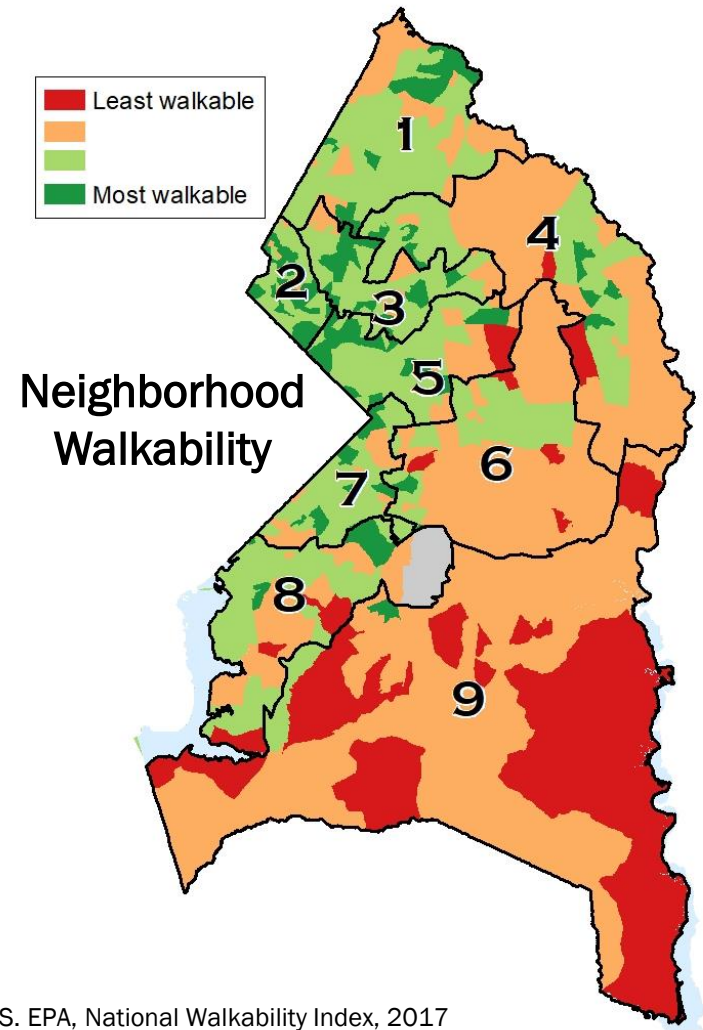 1
Least walkable
Most walkable
4
2
3
Neighborhood
Walkability
5
6
7
8
9
S. EPA, National Walkability Index, 2017